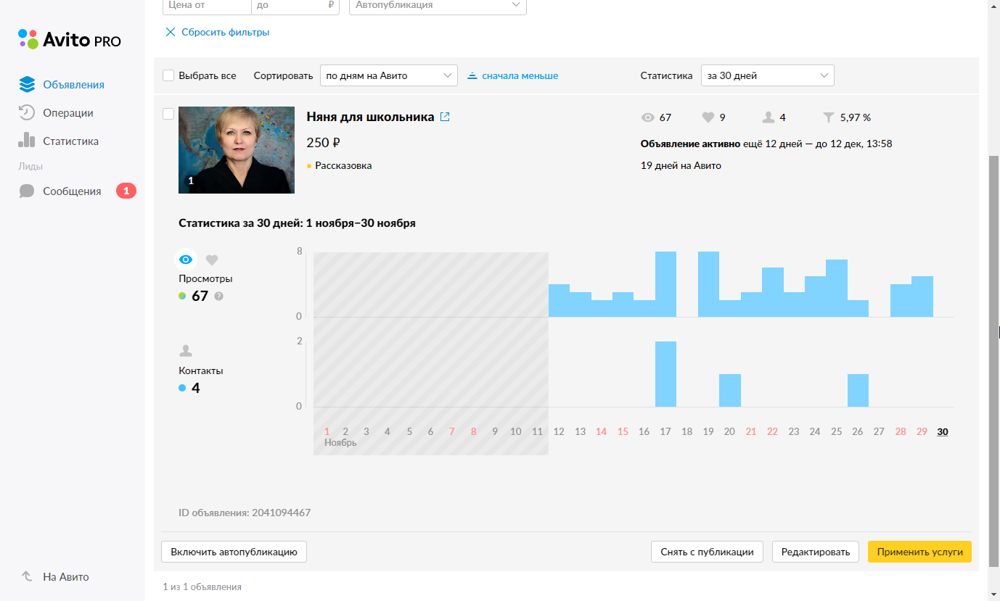 Цена от до ₽ Автопубликация
Сбросить фильтры
Avito PRO
Объявления
Операции
Статистика
Лиды
Сообщения 1
На Авито
Выбрать все Сортировать по дням на Авито сначала меньше Статистика за 30 дней
1
Няня для школьника
250 ₽
Рассказовка
67 9 4 5,97 %
Объявление активно ещё 12 дней — до 12 дек, 13:58
19 дней на Авито
Статистика за 30 дней: 1 ноября–30 ноября
Просмотры
67 ?
8
0
Контакты
4
2
0
1 2 3 4 5 6 7 8 9 10 11 12 13 14 15 16 17 18 19 20 21 22 23 24 25 26 27 28 29 30
Ноябрь
ID объявления: 2041094467
Включить автопубликацию Снять с публикации Редактировать Применить услуги
1 из 1 объявления